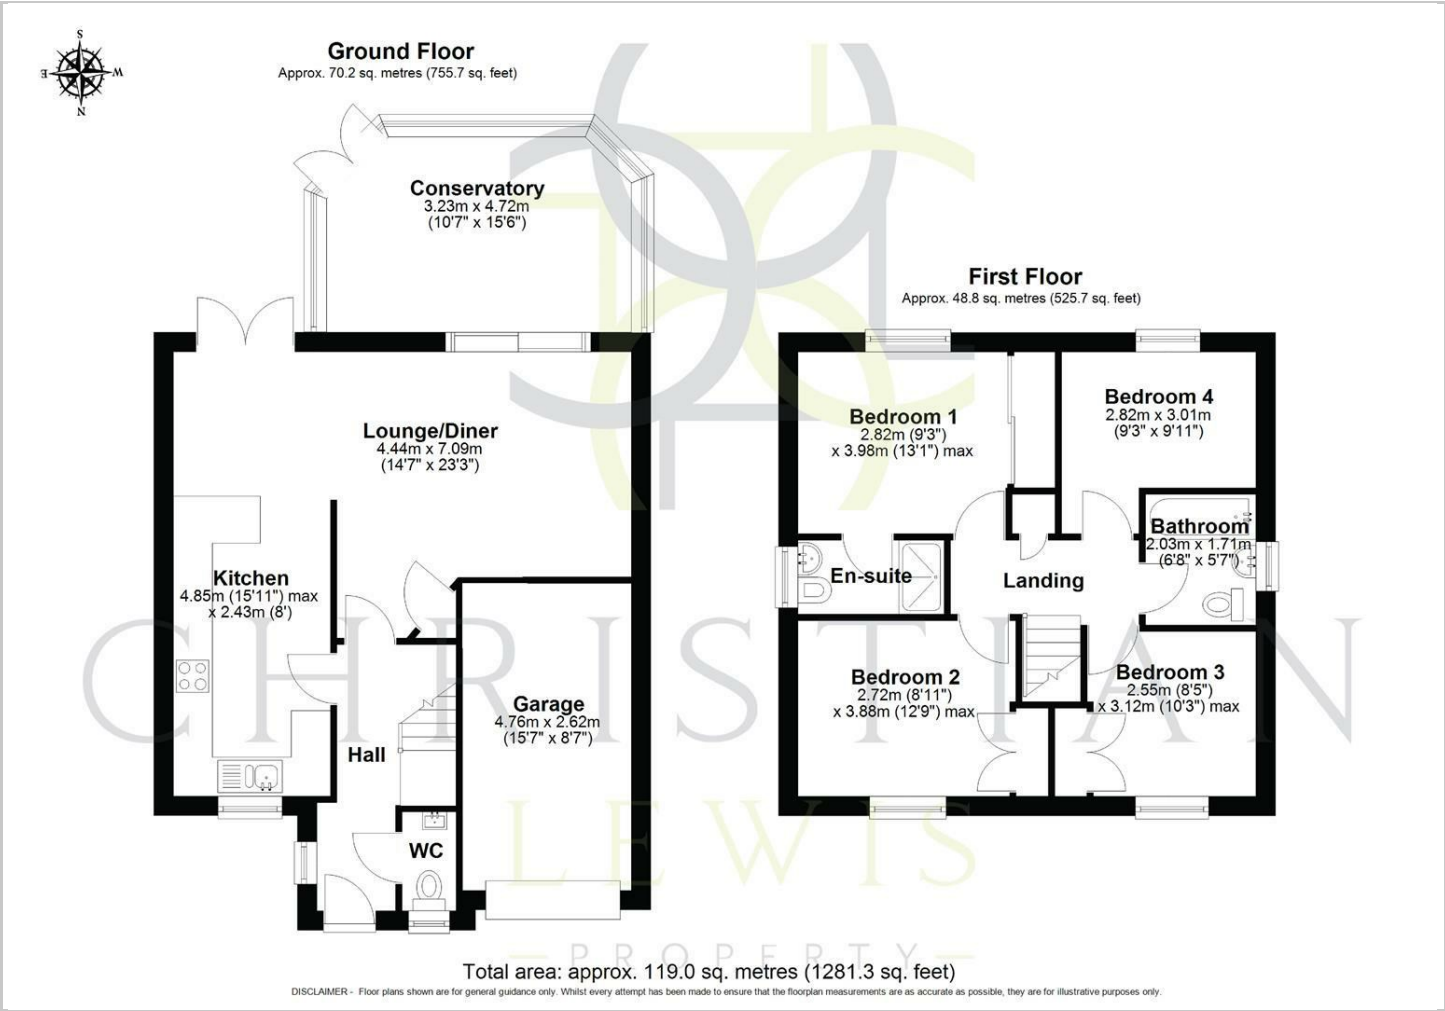 S
E W
N
Ground Floor
Approx. 70.2 sq. metres (755.7 sq. feet)
Conservatory
3.23m x 4.72m
(10'7" x 15'6")
Lounge/Diner
4.44m x 7.09m
(14'7" x 23'3")
Kitchen
4.85m (15'11") max
x 2.43m (8')
Hall
WC
Garage
4.76m x 2.62m
(15'7" x 8'7")
First Floor
Approx. 48.8 sq. metres (525.7 sq. feet)
Bedroom 1
2.82m (9'3")
x 3.98m (13'1") max
Bedroom 4
2.82m x 3.01m
(9'3" x 9'11")
Bathroom
2.03m x 1.71m
(6'8" x 5'7")
En-suite
Landing
Bedroom 2
2.72m (8'11")
x 3.88m (12'9") max
Bedroom 3
2.55m (8'5")
x 3.12m (10'3") max
CHRISTIAN
LEWIS
PROPERTY
Total area: approx. 119.0 sq. metres (1281.3 sq. feet)
DISCLAIMER - Floor plans shown are for general guidance only. Whilst every attempt has been made to ensure that the floorplan measurements are as accurate as possible, they are for illustrative purposes only.